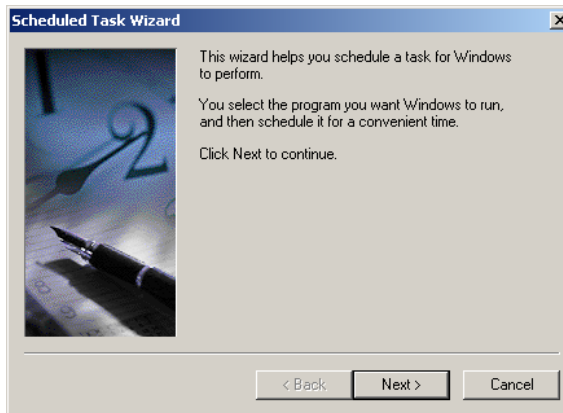 Scheduled Task Wizard
This wizard helps you schedule a task for Windows
to perform.
You select the program you want Windows to run,
and then schedule it for a convenient time.
Click Next to continue.
< Back
Next >
Cancel